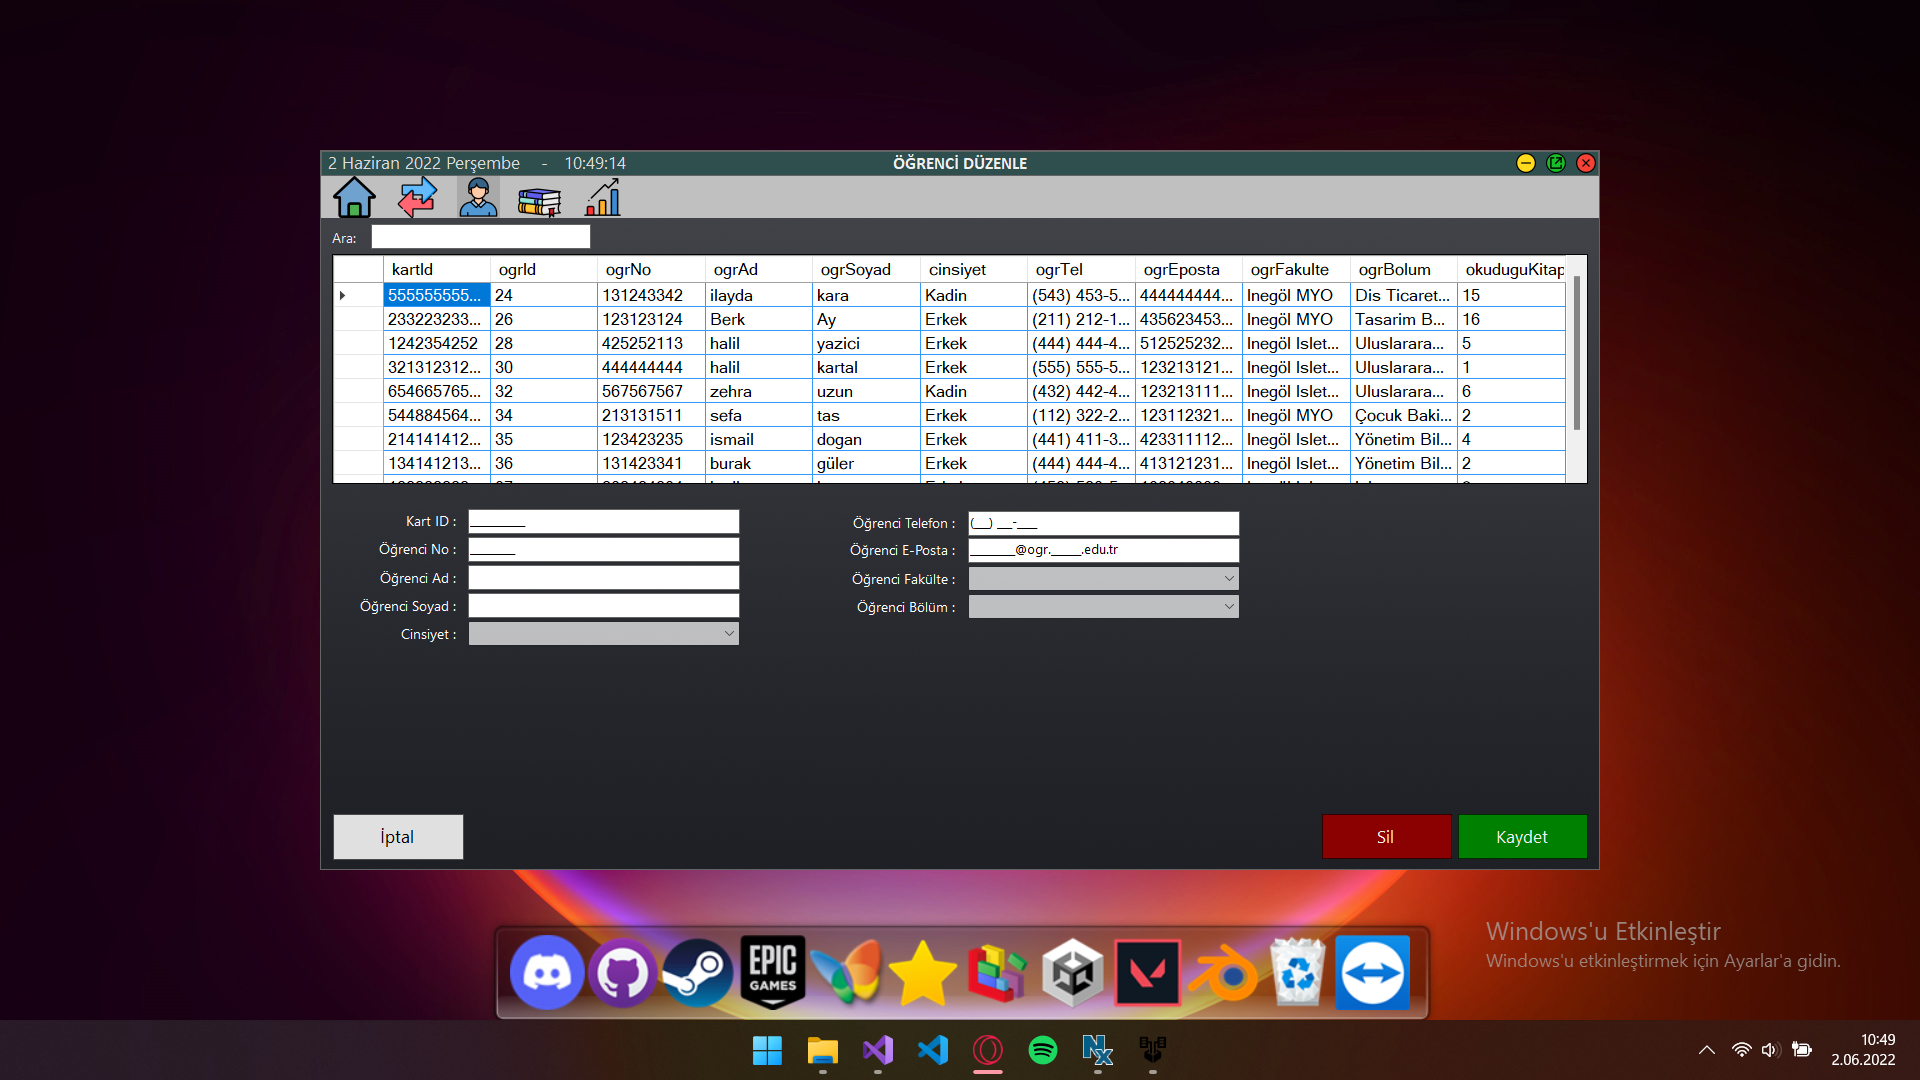 2 Haziran 2022 Perşembe - 10:49:14 ÖĞRENCİ DÜZENLE
Ara:
kartId ogrId ogrNo ogrAd ogrSoyad cinsiyet ogrTel ogrEposta ogrFakulte ogrBolum okuduguKitap
555555555... 24 131243342 ilayda kara Kadin (543) 453-5... 444444444... Inegöl MYO Dis Ticaret... 15
233223233... 26 123123124 Berk Ay Erkek (211) 212-1... 435623453... Inegöl MYO Tasarim B... 16
1242354252 28 425252113 halil yazici Erkek (444) 444-4... 512525232... Inegöl Islet... Uluslarara... 5
321312312... 30 444444444 halil kartal Erkek (555) 555-5... 123213121... Inegöl Islet... Uluslarara... 1
654665765... 32 567567567 zehra uzun Kadin (432) 442-4... 123213111... Inegöl Islet... Uluslarara... 6
544884564... 34 213131511 sefa tas Erkek (112) 322-2... 123112321... Inegöl MYO Çocuk Baki... 2
214141412... 35 123423235 ismail dogan Erkek (441) 411-3... 423311112... Inegöl Islet... Yönetim Bil... 4
134141213... 36 131423341 burak güler Erkek (444) 444-4... 413121231... Inegöl Islet... Yönetim Bil... 2
Kart ID : _________
Öğrenci No : _________
Öğrenci Ad :
Öğrenci Soyad :
Cinsiyet :
Öğrenci Telefon : (___) ___-____
Öğrenci E-Posta : _________@ogr.______.edu.tr
Öğrenci Fakülte :
Öğrenci Bölüm :
İptal Sil Kaydet
Windows'u Etkinleştir
Windows'u etkinleştirmek için Ayarlar'a gidin.
EPIC
GAMES
10:49
2.06.2022